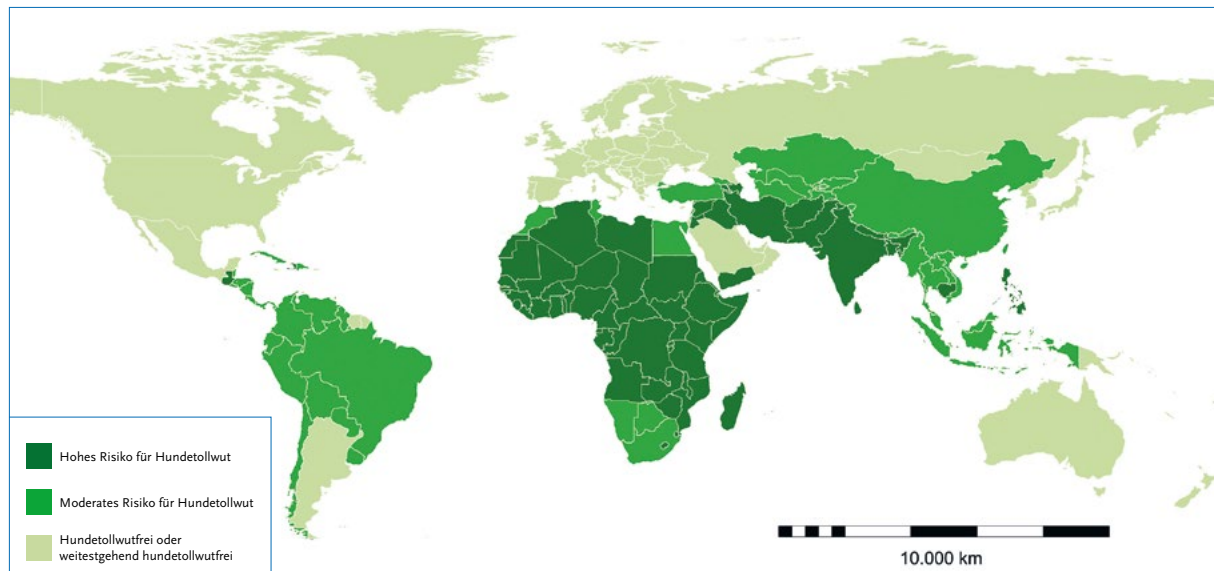 Hohes Risiko für Hundetollwut
Moderates Risiko für Hundetollwut
Hundetollwutfrei oder
weitestgehend hundetollwutfrei
10.000 km